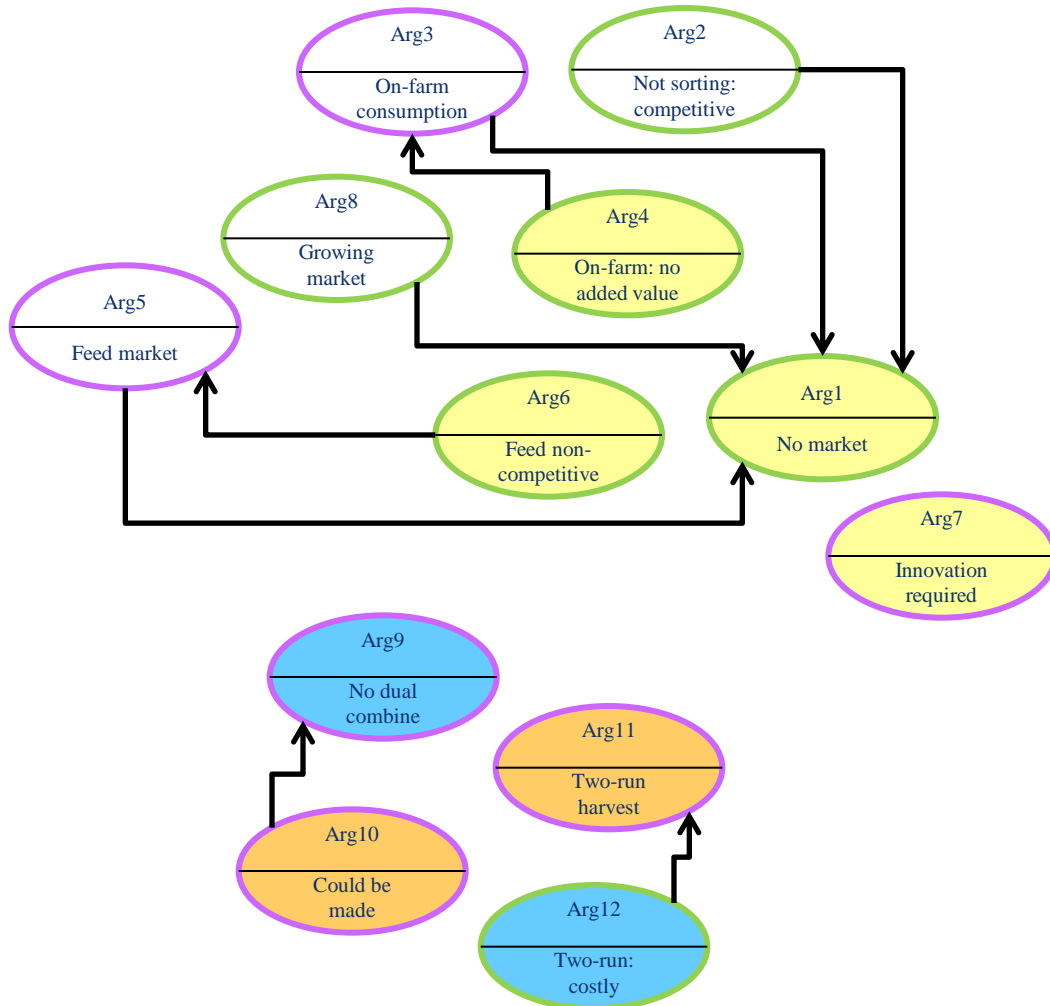 Arg3
On-farm
consumption
Arg2
Not sorting:
competitive
Arg8
Growing
market
Arg4
On-farm: no
added value
Arg5
Feed market
Arg6
Feed non-
competitive
Arg1
No market
Arg7
Innovation
required
Arg9
No dual
combine
Arg11
Two-run
harvest
Arg10
Could be
made
Arg12
Two-run:
costly